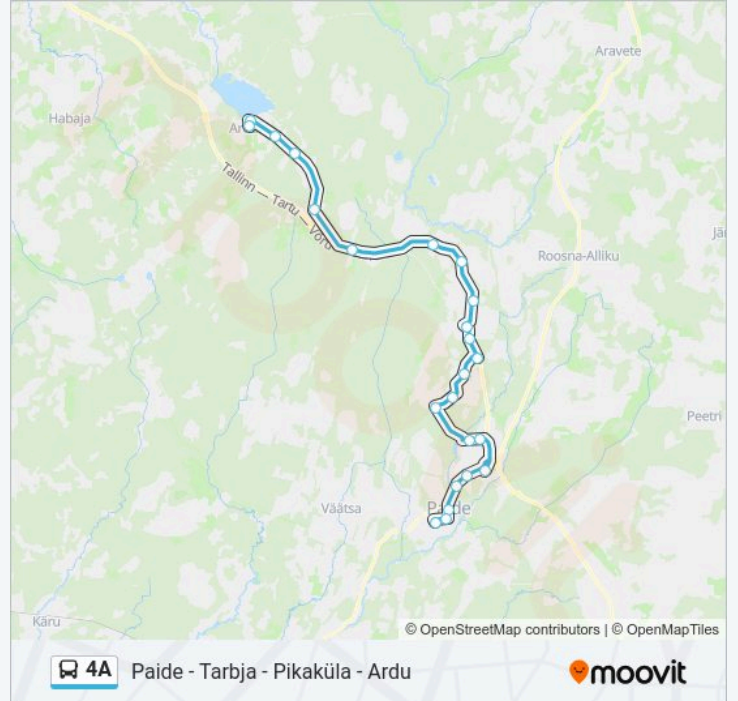 Aravete
Habaja
Tallinn — Tartu — Võru
Roosna-Alliku
Peetri
Väätsa
Paide
Käru
© OpenStreetMap contributors | © OpenMapTiles
4A Paide - Tarbja - Pikaküla - Ardu
moovit